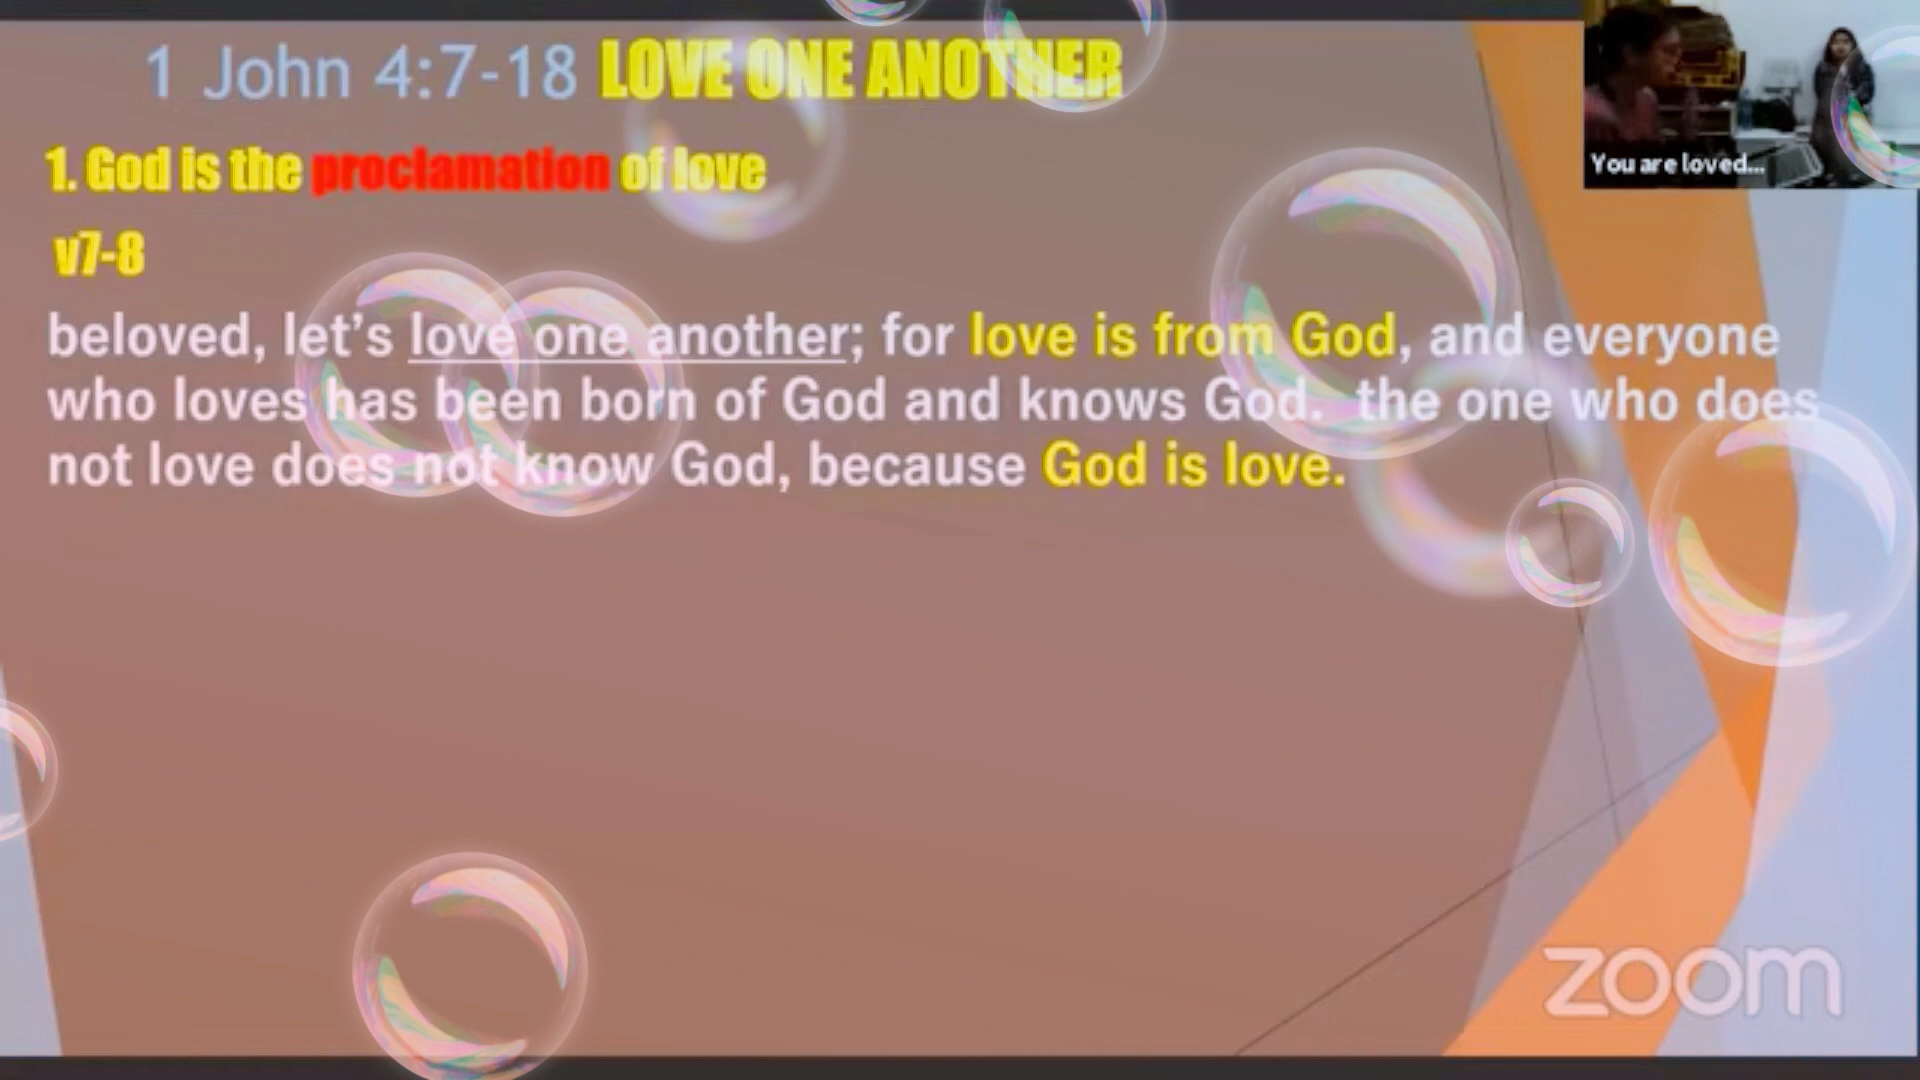 1 John 4:7-18 LOVE ONE ANOTHER
You are loved...
1. God is the proclamation of love
v7-8
beloved, let’s love one another; for love is from God, and everyone
who loves has been born of God and knows God. the one who does
not love does not know God, because God is love.
zoom